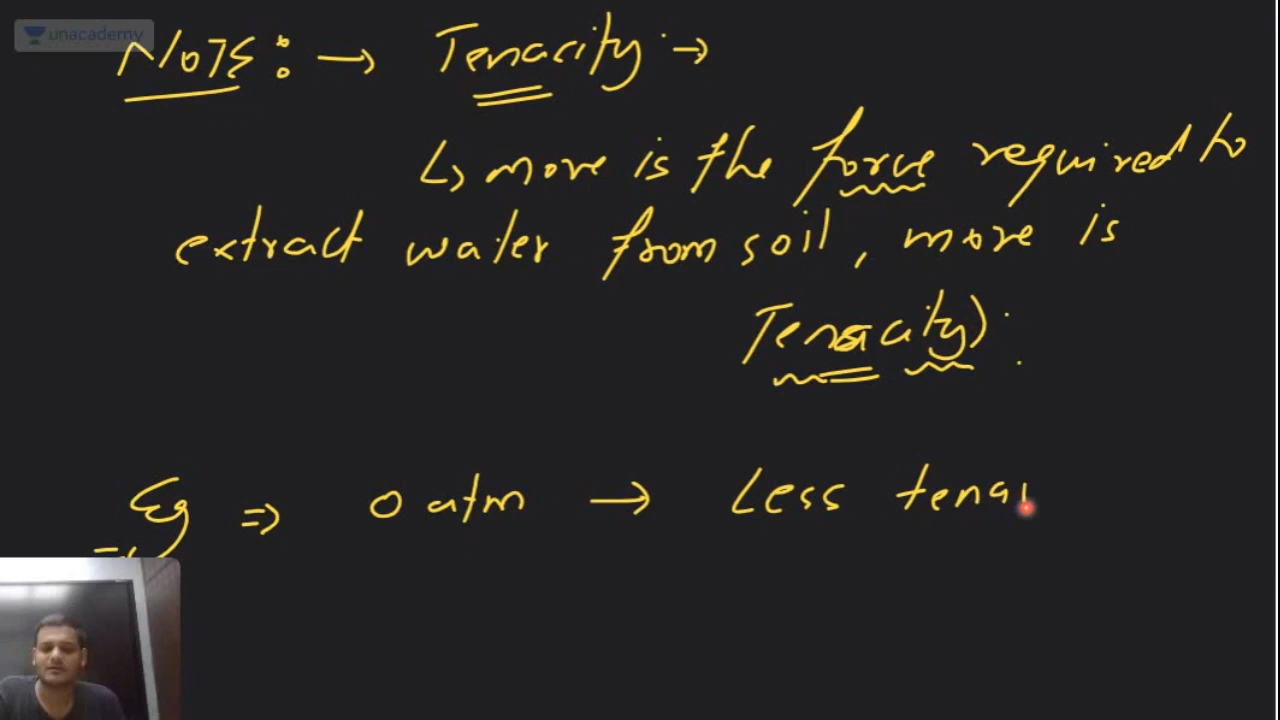 unacademy
NOTE: → Tenacity →
↳ more is the force required to
extract water from soil, more is
Tenacity).
Eg ⇒ 0 atm → Less tena